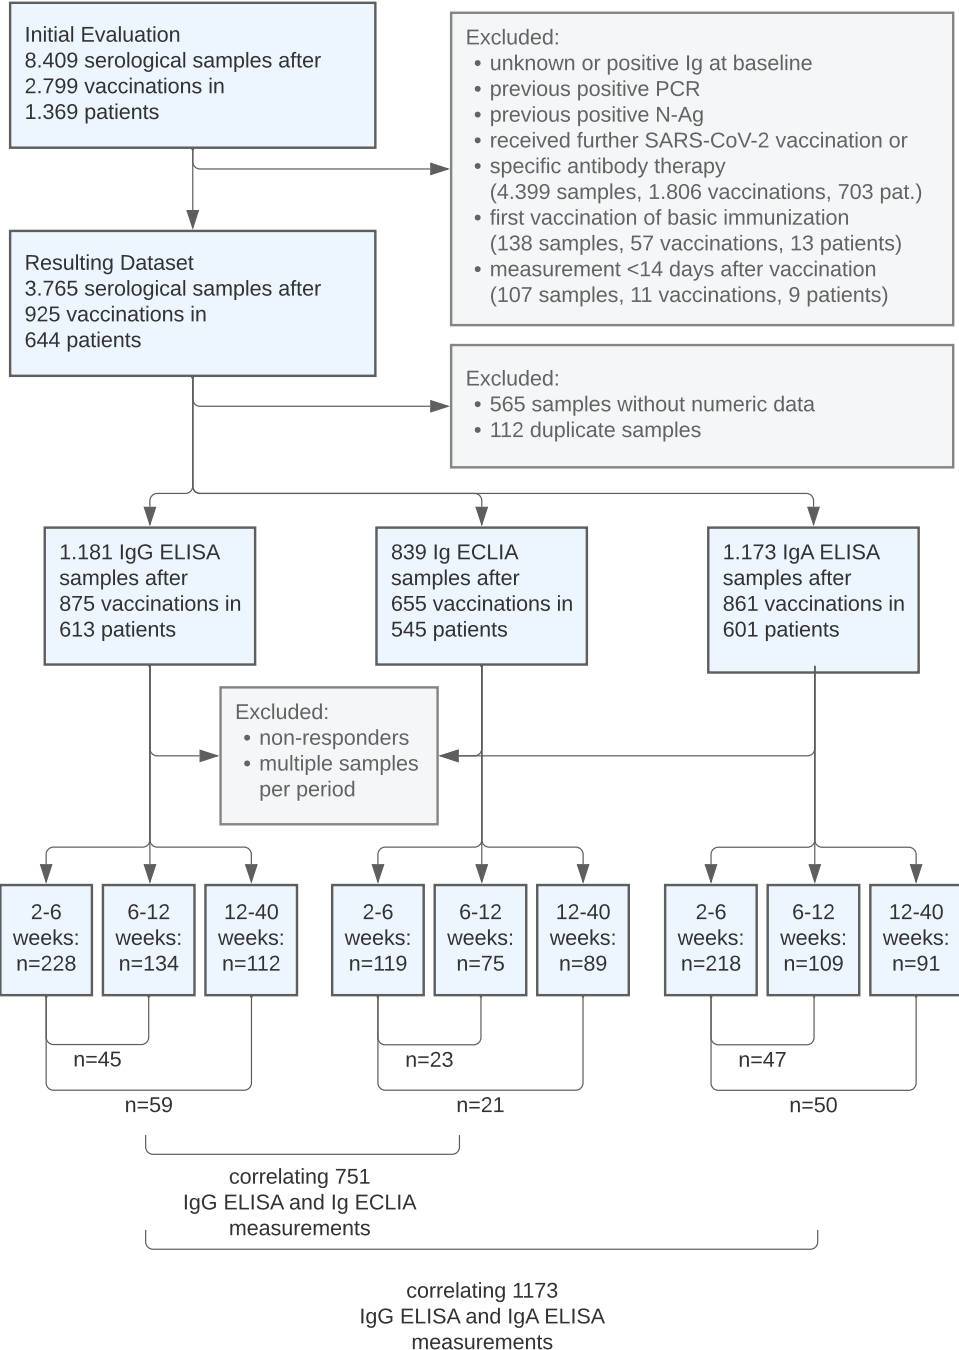 Initial Evaluation
8.409 serological samples after
2.799 vaccinations in
1.369 patients
Excluded:
• unknown or positive Ig at baseline
• previous positive PCR
• previous positive N-Ag
• received further SARS-CoV-2 vaccination or
• specific antibody therapy
(4.399 samples, 1.806 vaccinations, 703 pat.)
• first vaccination of basic immunization
(138 samples, 57 vaccinations, 13 patients)
• measurement <14 days after vaccination
(107 samples, 11 vaccinations, 9 patients)
Resulting Dataset
3.765 serological samples after
925 vaccinations in
644 patients
Excluded:
• 565 samples without numeric data
• 112 duplicate samples
1.181 IgG ELISA
samples after
875 vaccinations in
613 patients
839 Ig ECLIA
samples after
655 vaccinations in
545 patients
1.173 IgA ELISA
samples after
861 vaccinations in
601 patients
Excluded:
• non-responders
• multiple samples
per period
2-6
weeks:
n=228
6-12
weeks:
n=134
12-40
weeks:
n=112
2-6
weeks:
n=119
6-12
weeks:
n=75
12-40
weeks:
n=89
2-6
weeks:
n=218
6-12
weeks:
n=109
12-40
weeks:
n=91
n=45
n=23
n=47
n=59
n=21
n=50
correlating 751
IgG ELISA and Ig ECLIA
measurements
correlating 1173
IgG ELISA and IgA ELISA
measurements